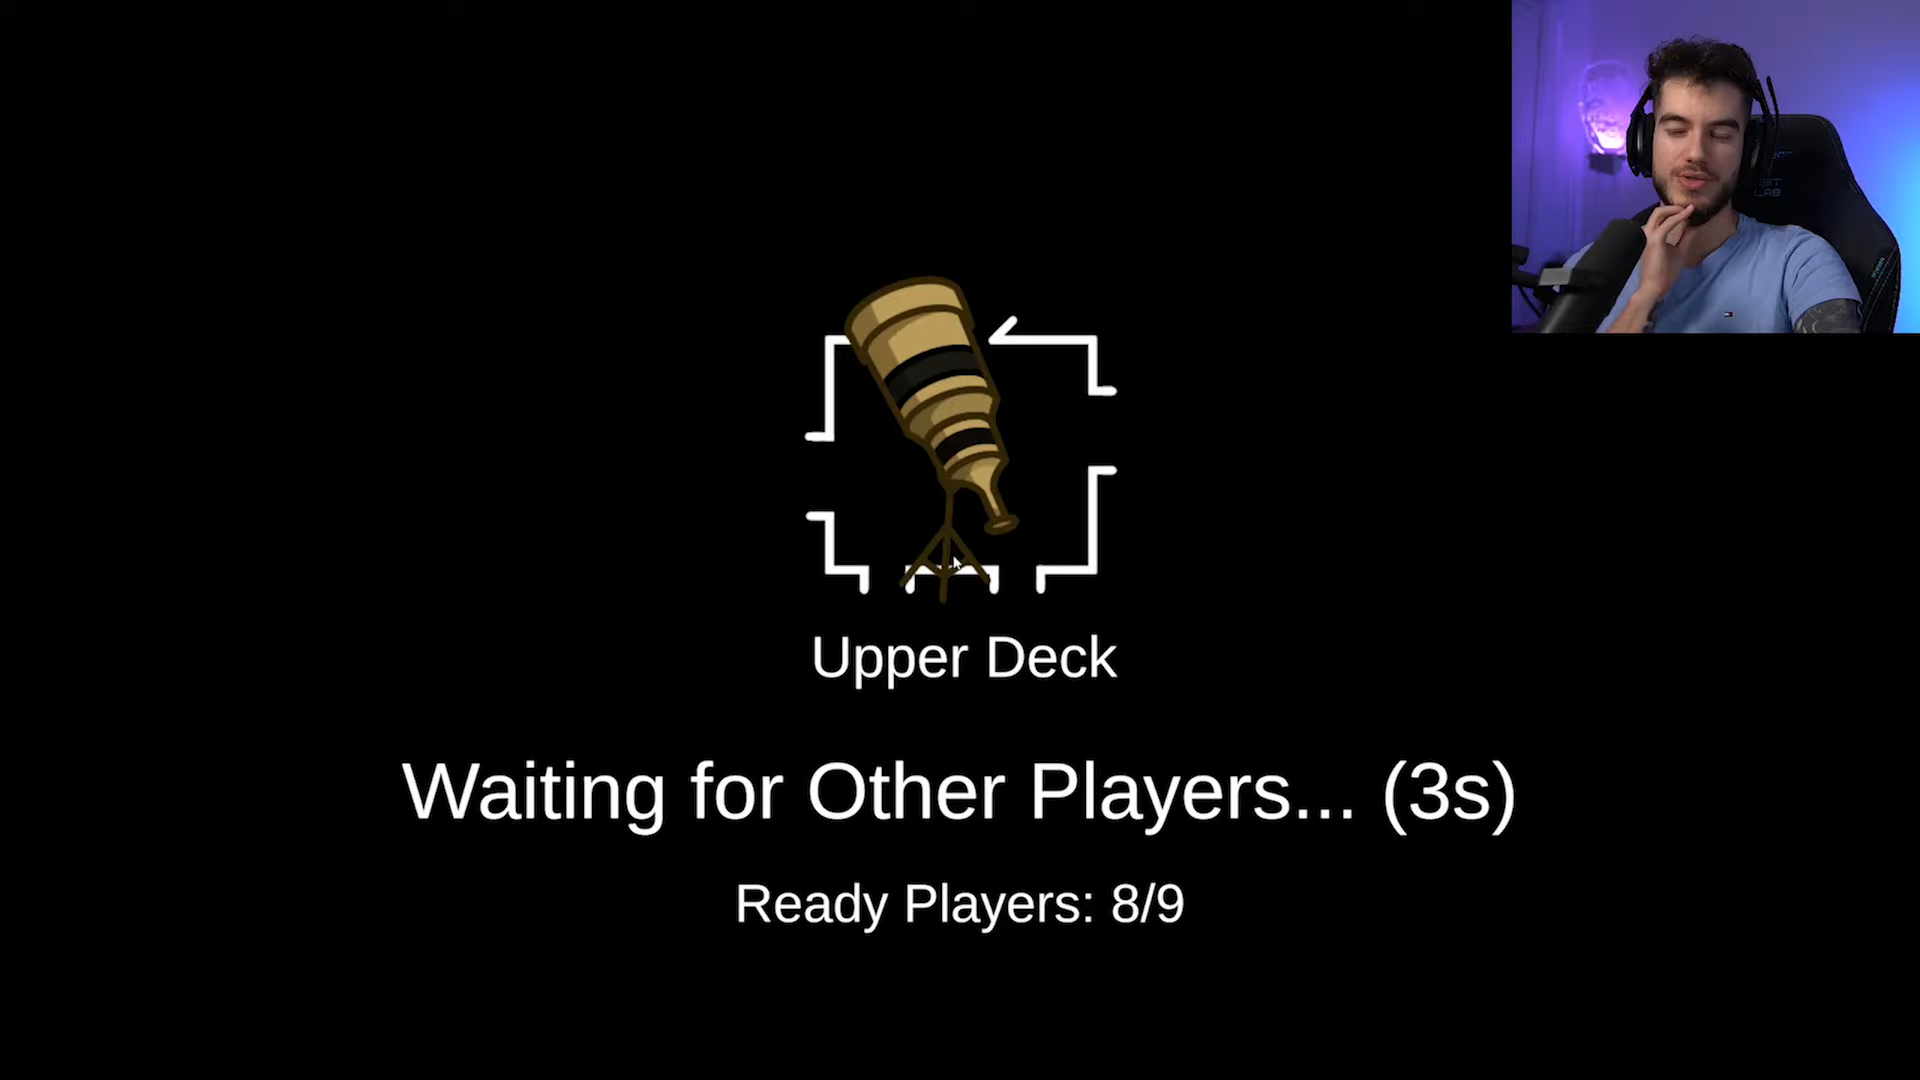 Upper Deck
Waiting for Other Players... (3s)
Ready Players: 8/9